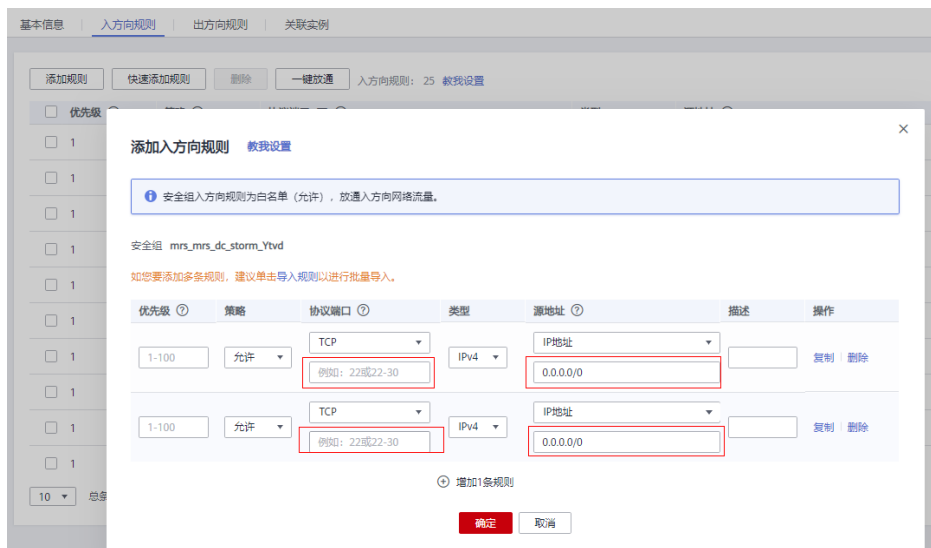 基本信息 入方向规则 出方向规则 关联实例
添加规则 快速添加规则 删除 一键放通 入方向规则: 25 教我设置
优先级
1
添加入方向规则 教我设置
1
安全组入方向规则为白名单（允许），放通入方向网络流量。
1
1
安全组 mrs_mrs_dc_storm_Ytvd
如您要添加多条规则，建议单击导入规则以进行批量导入。
1
优先级 策略 协议端口 类型 源地址 描述 操作
1
TCP IP地址
1 1-100 允许 IPv4 复制 删除
例如: 22或22-30 0.0.0.0/0
1
TCP IP地址
1 1-100 允许 IPv4 复制 删除
例如: 22或22-30 0.0.0.0/0
1
增加1条规则
10 总条
确定 取消